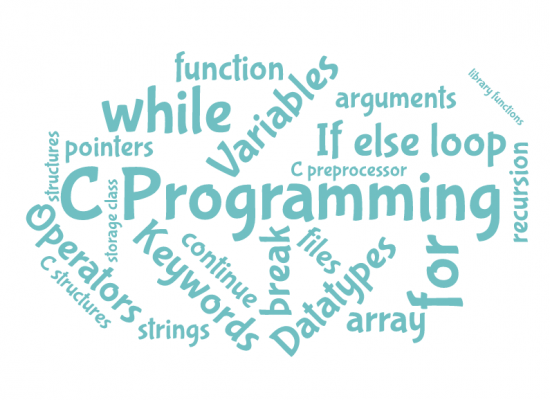 function
Variables
library functions
while
arguments
If else loop
pointers
structures
C preprocessor
recursion
C Programming
storage class
Operators
Keywords
continue
break
files
Datatypes
for
C structures
strings
array